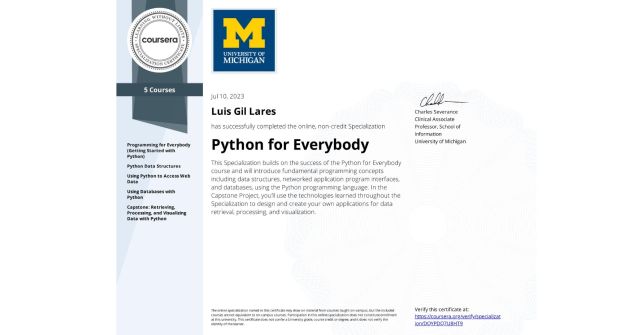 LEARNING WITHOUT LIMITS
coursera
SPECIALIZATION CERTIFICATE
M
UNIVERSITY OF
MICHIGAN
5 Courses
Programming for Everybody
(Getting Started with
Python)
Python Data Structures
Using Python to Access Web
Data
Using Databases with
Python
Capstone: Retrieving,
Processing, and Visualizing
Data with Python
Jul 10, 2023
Luis Gil Lares
has successfully completed the online, non-credit Specialization
Python for Everybody
This Specialization builds on the success of the Python for Everybody
course and will introduce fundamental programming concepts
including data structures, networked application program interfaces,
and databases, using the Python programming language. In the
Capstone Project, you'll use the technologies learned throughout the
Specialization to design and create your own applications for data
retrieval, processing, and visualization.
Charles Severance
Clinical Associate
Professor, School of
Information
University of Michigan
The online specialization named in this certificate may draw on material from courses taught on-campus, but the included
courses are not equivalent to on-campus courses. Participation in this online specialization does not constitute enrollment
at this university. This certificate does not confer a University grade, course credit or degree, and it does not verify the
identity of the learner.
Verify this certificate at:
https://coursera.org/verify/specializat